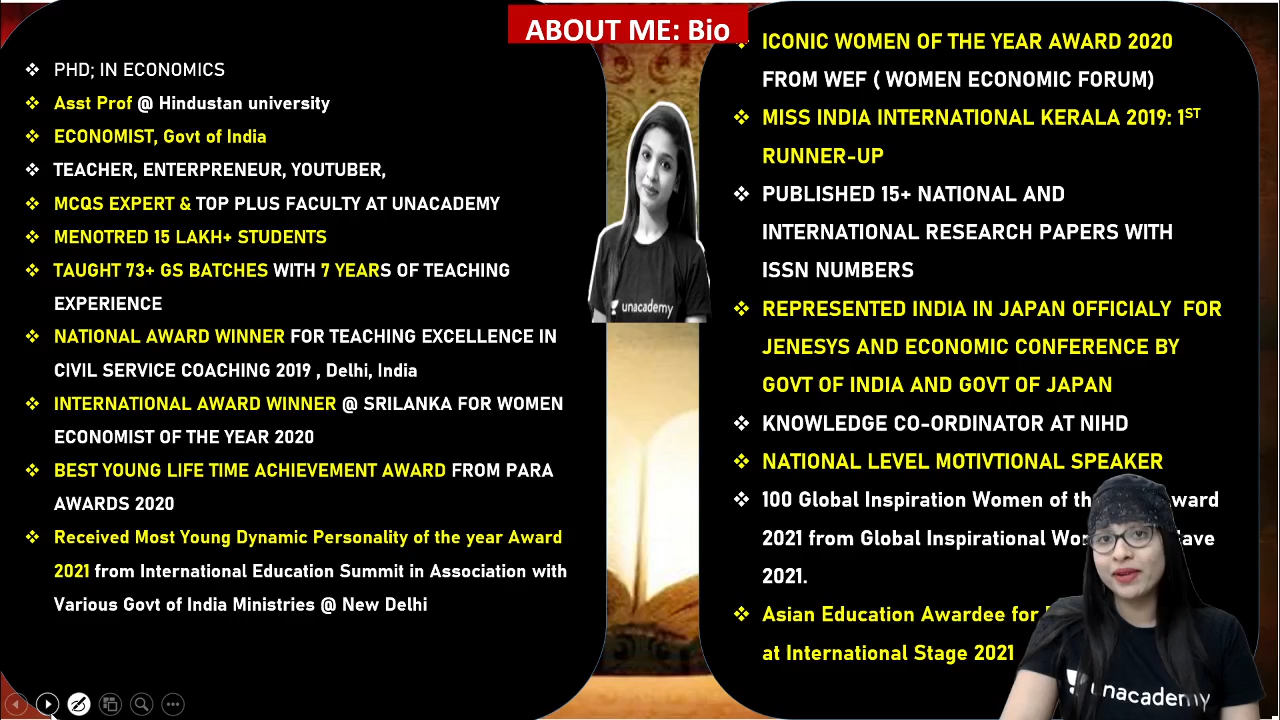 ABOUT ME: Bio
PHD; IN ECONOMICS
Asst Prof @ Hindustan university
ECONOMIST, Govt of India
TEACHER, ENTERPRENEUR, YOUTUBER,
MCQS EXPERT & TOP PLUS FACULTY AT UNACADEMY
MENOTRED 15 LAKH+ STUDENTS
TAUGHT 73+ GS BATCHES WITH 7 YEARS OF TEACHING
EXPERIENCE
NATIONAL AWARD WINNER FOR TEACHING EXCELLENCE IN
CIVIL SERVICE COACHING 2019 , Delhi, India
INTERNATIONAL AWARD WINNER @ SRILANKA FOR WOMEN
ECONOMIST OF THE YEAR 2020
BEST YOUNG LIFE TIME ACHIEVEMENT AWARD FROM PARA
AWARDS 2020
Received Most Young Dynamic Personality of the year Award
2021 from International Education Summit in Association with
Various Govt of India Ministries @ New Delhi
unacademy
ICONIC WOMEN OF THE YEAR AWARD 2020
FROM WEF ( WOMEN ECONOMIC FORUM)
MISS INDIA INTERNATIONAL KERALA 2019: 1ST
RUNNER-UP
PUBLISHED 15+ NATIONAL AND
INTERNATIONAL RESEARCH PAPERS WITH
ISSN NUMBERS
REPRESENTED INDIA IN JAPAN OFFICIALY FOR
JENESYS AND ECONOMIC CONFERENCE BY
GOVT OF INDIA AND GOVT OF JAPAN
KNOWLEDGE CO-ORDINATOR AT NIHD
NATIONAL LEVEL MOTIVTIONAL SPEAKER
100 Global Inspiration Women of
2021 from Global Inspirational
2021.
Asian Education Awardee for
at International Stage 2021
unacademy